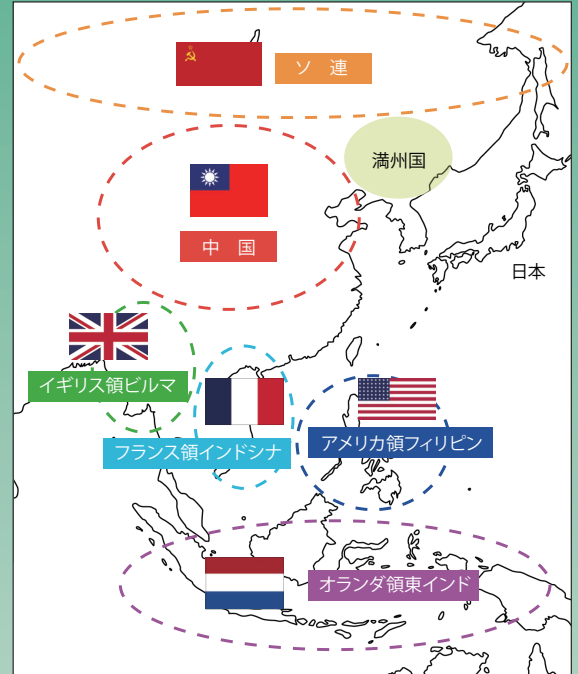 ソ 連
満州国
中 国
日本
イギリス領ビルマ
フランス領インドシナ
アメリカ領フィリピン
オランダ領東インド